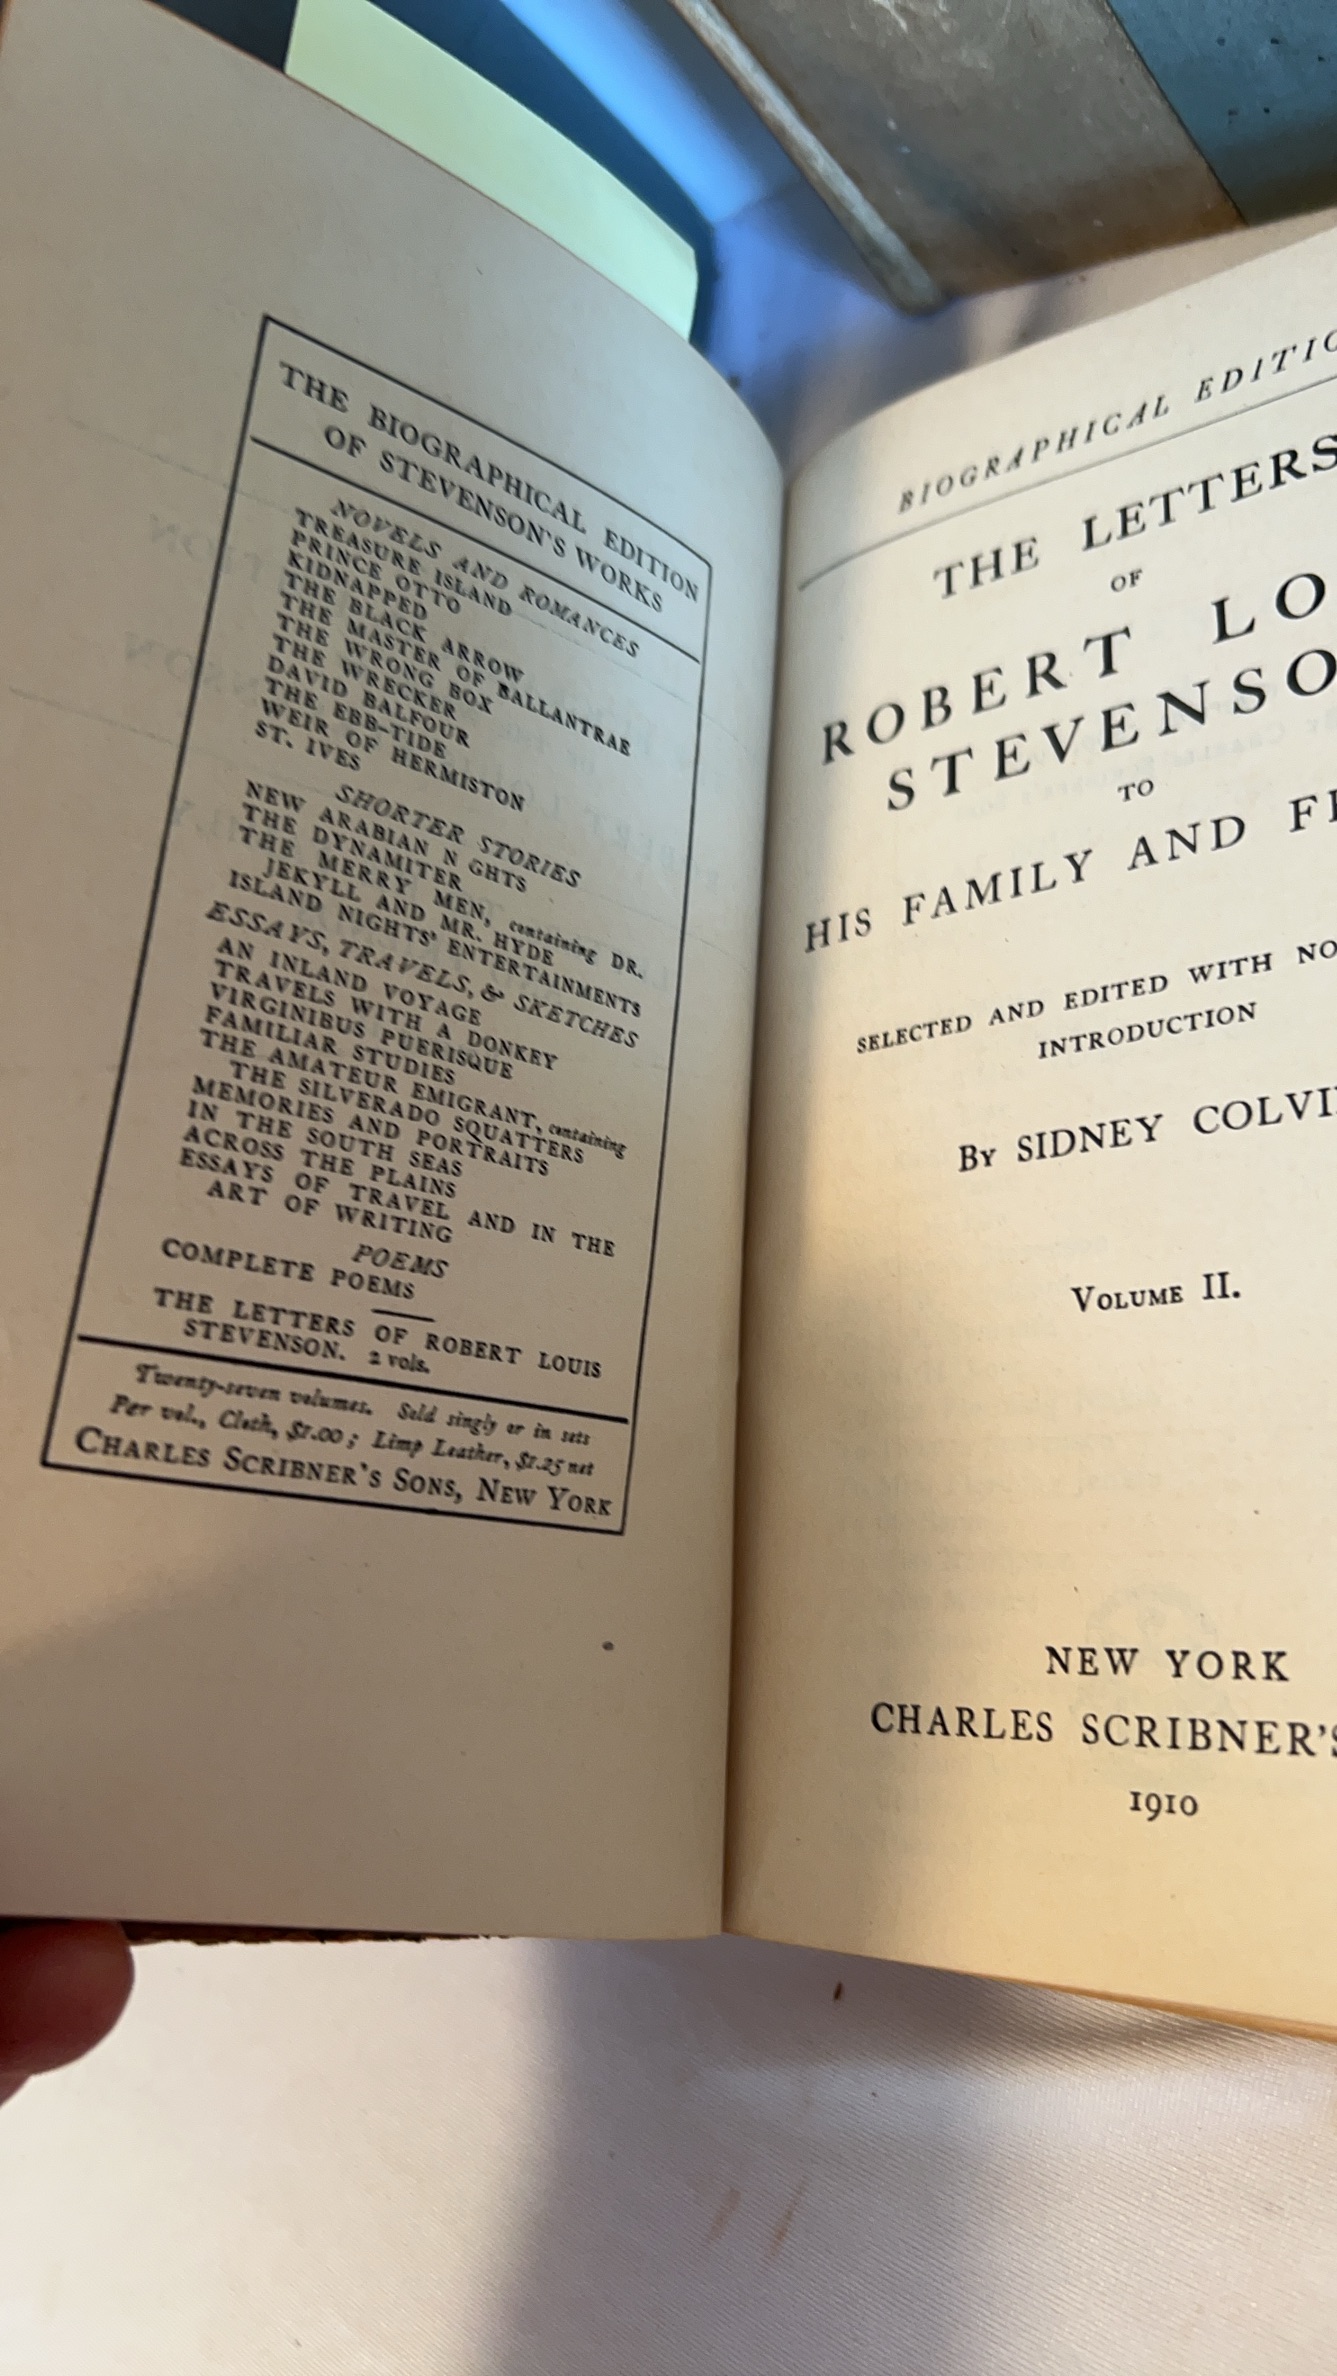 THE BIOGRAPHICAL EDITION
OF STEVENSON'S WORKS
NOVELS AND ROMANCES
TREASURE ISLAND
PRINCE OTTO
KIDNAPPED
THE BLACK ARROW
THE MASTER OF BALLANTRAE
THE WRONG BOX
THE WRECKER
DAVID BALFOUR
THE EBB-TIDE
WEIR OF HERMISTON
ST. IVES
SHORTER STORIES
NEW ARABIAN N GHTS
THE DYNAMITER
THE MERRY MEN, containing DR.
JEKYLL AND MR. HYDE
ISLAND NIGHTS' ENTERTAINMENTS
ESSAYS, TRAVELS, & SKETCHES
AN INLAND VOYAGE
TRAVELS WITH A DONKEY
VIRGINIBUS PUERISQUE
FAMILIAR STUDIES
THE AMATEUR EMIGRANT, containing
THE SILVERADO SQUATTERS
MEMORIES AND PORTRAITS
IN THE SOUTH SEAS
ACROSS THE PLAINS
ESSAYS OF TRAVEL AND IN THE
ART OF WRITING
POEMS
COMPLETE POEMS
THE LETTERS OF ROBERT LOUIS
STEVENSON. 2 vols.
Twenty-seven volumes. Sold singly or in sets
Per vol., Cloth, $1.00; Limp Leather, $1.25 net
CHARLES SCRIBNER'S SONS, NEW YORK
BIOGRAPHICAL EDITIO
THE LETTERS
OF
ROBERT LO
STEVENSO
TO
HIS FAMILY AND F
SELECTED AND EDITED WITH NO
INTRODUCTION
BY SIDNEY COLVI
VOLUME II.
NEW YORK
CHARLES SCRIBNER'S
1910